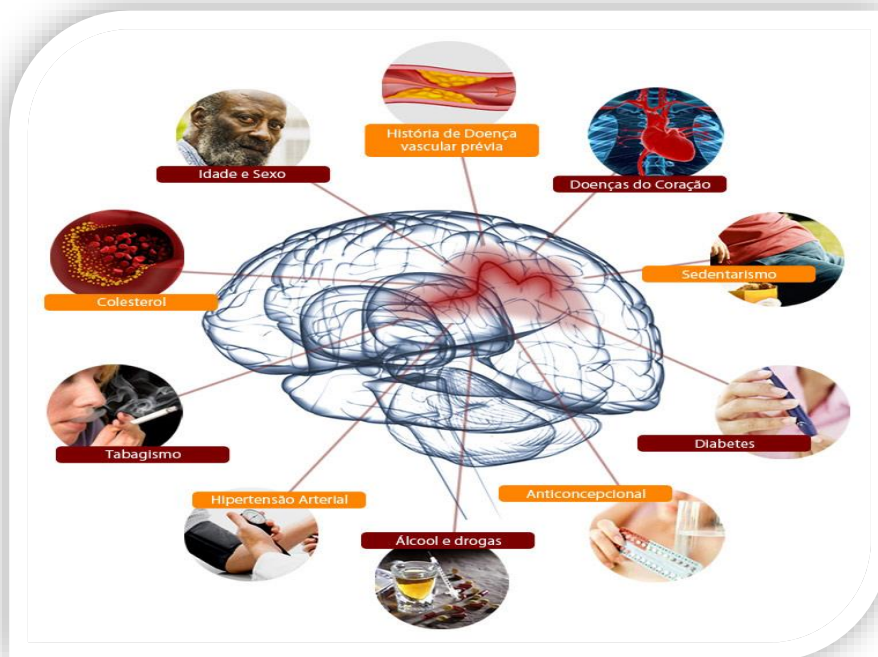 História de Doença
vascular prévia
Idade e Sexo
Doenças do Coração
Colesterol
Sedentarismo
Tabagismo
Diabetes
Hipertensão Arterial
Anticoncepcional
Álcool e drogas